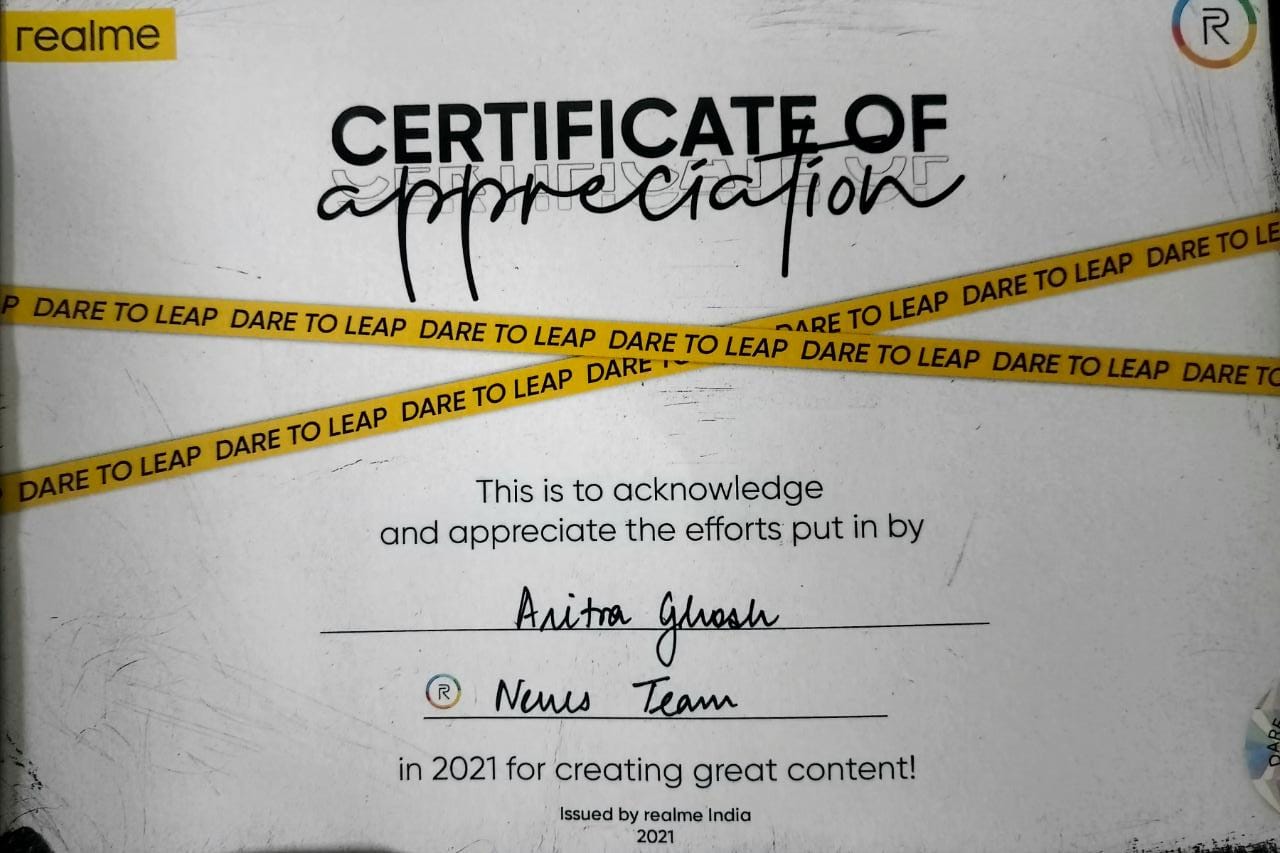 realme
R
CERTIFICATE OF
appreciation
P DARE TO LEAP DARE TO LEAP DARE TO LEAP DARE TO LEAP DARE TO LEAP DARE TO LEAP DARE TO
DARE TO LEAP DARE TO LEAP DARE TO LEAP DARE TO DARE TO LEAP DARE TO LEAP DARE TO LE
This is to acknowledge
and appreciate the efforts put in by
Aritra Ghosh
R News Team
in 2021 for creating great content!
Issued by realme India
2021
DARE